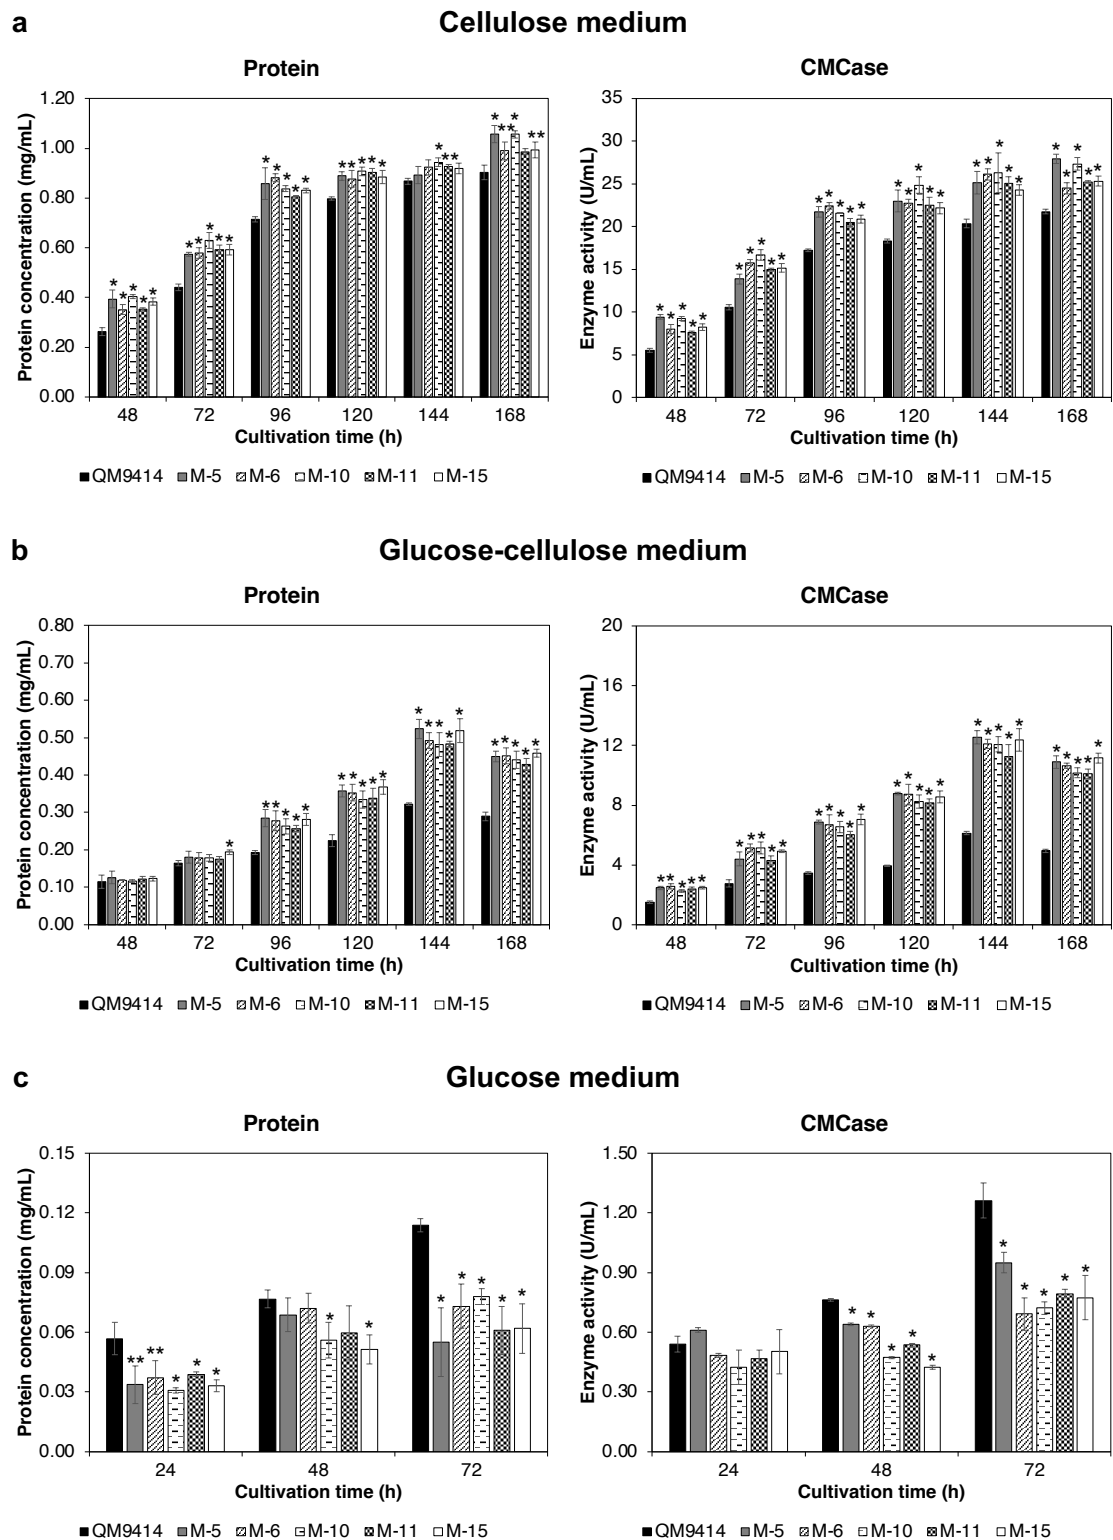 a
Cellulose medium
Protein
Protein concentration (mg/mL)
1.20
1.00
0.80
0.60
0.40
0.20
0.00
* * * * * *
* * * * *
* * * * *
** * * *
* **
* ** * **
48 72 96 120 144 168
Cultivation time (h)
QM9414 M-5 M-6 M-10 M-11 M-15
CMCase
Enzyme activity (U/mL)
35
30
25
20
15
10
5
0
48 72 96 120 144 168
Cultivation time (h)
QM9414 M-5 M-6 M-10 M-11 M-15
b
Glucose-cellulose medium
Protein
Protein concentration (mg/mL)
0.80
0.70
0.60
0.50
0.40
0.30
0.20
0.10
0.00
48 72 96 120 144 168
Cultivation time (h)
QM9414 M-5 M-6 M-10 M-11 M-15
CMCase
Enzyme activity (U/mL)
20
16
12
8
4
0
48 72 96 120 144 168
Cultivation time (h)
QM9414 M-5 M-6 M-10 M-11 M-15
c
Glucose medium
Protein
Protein concentration (mg/mL)
0.15
0.12
0.09
0.06
0.03
0.00
24 48 72
Cultivation time (h)
QM9414 M-5 M-6 M-10 M-11 M-15
CMCase
Enzyme activity (U/mL)
1.50
1.20
0.90
0.60
0.30
0.00
24 48 72
Cultivation time (h)
QM9414 M-5 M-6 M-10 M-11 M-15